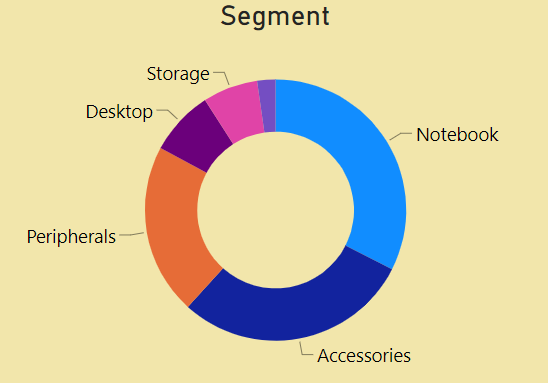 Segment
Storage
Desktop
Notebook
Peripherals
Accessories